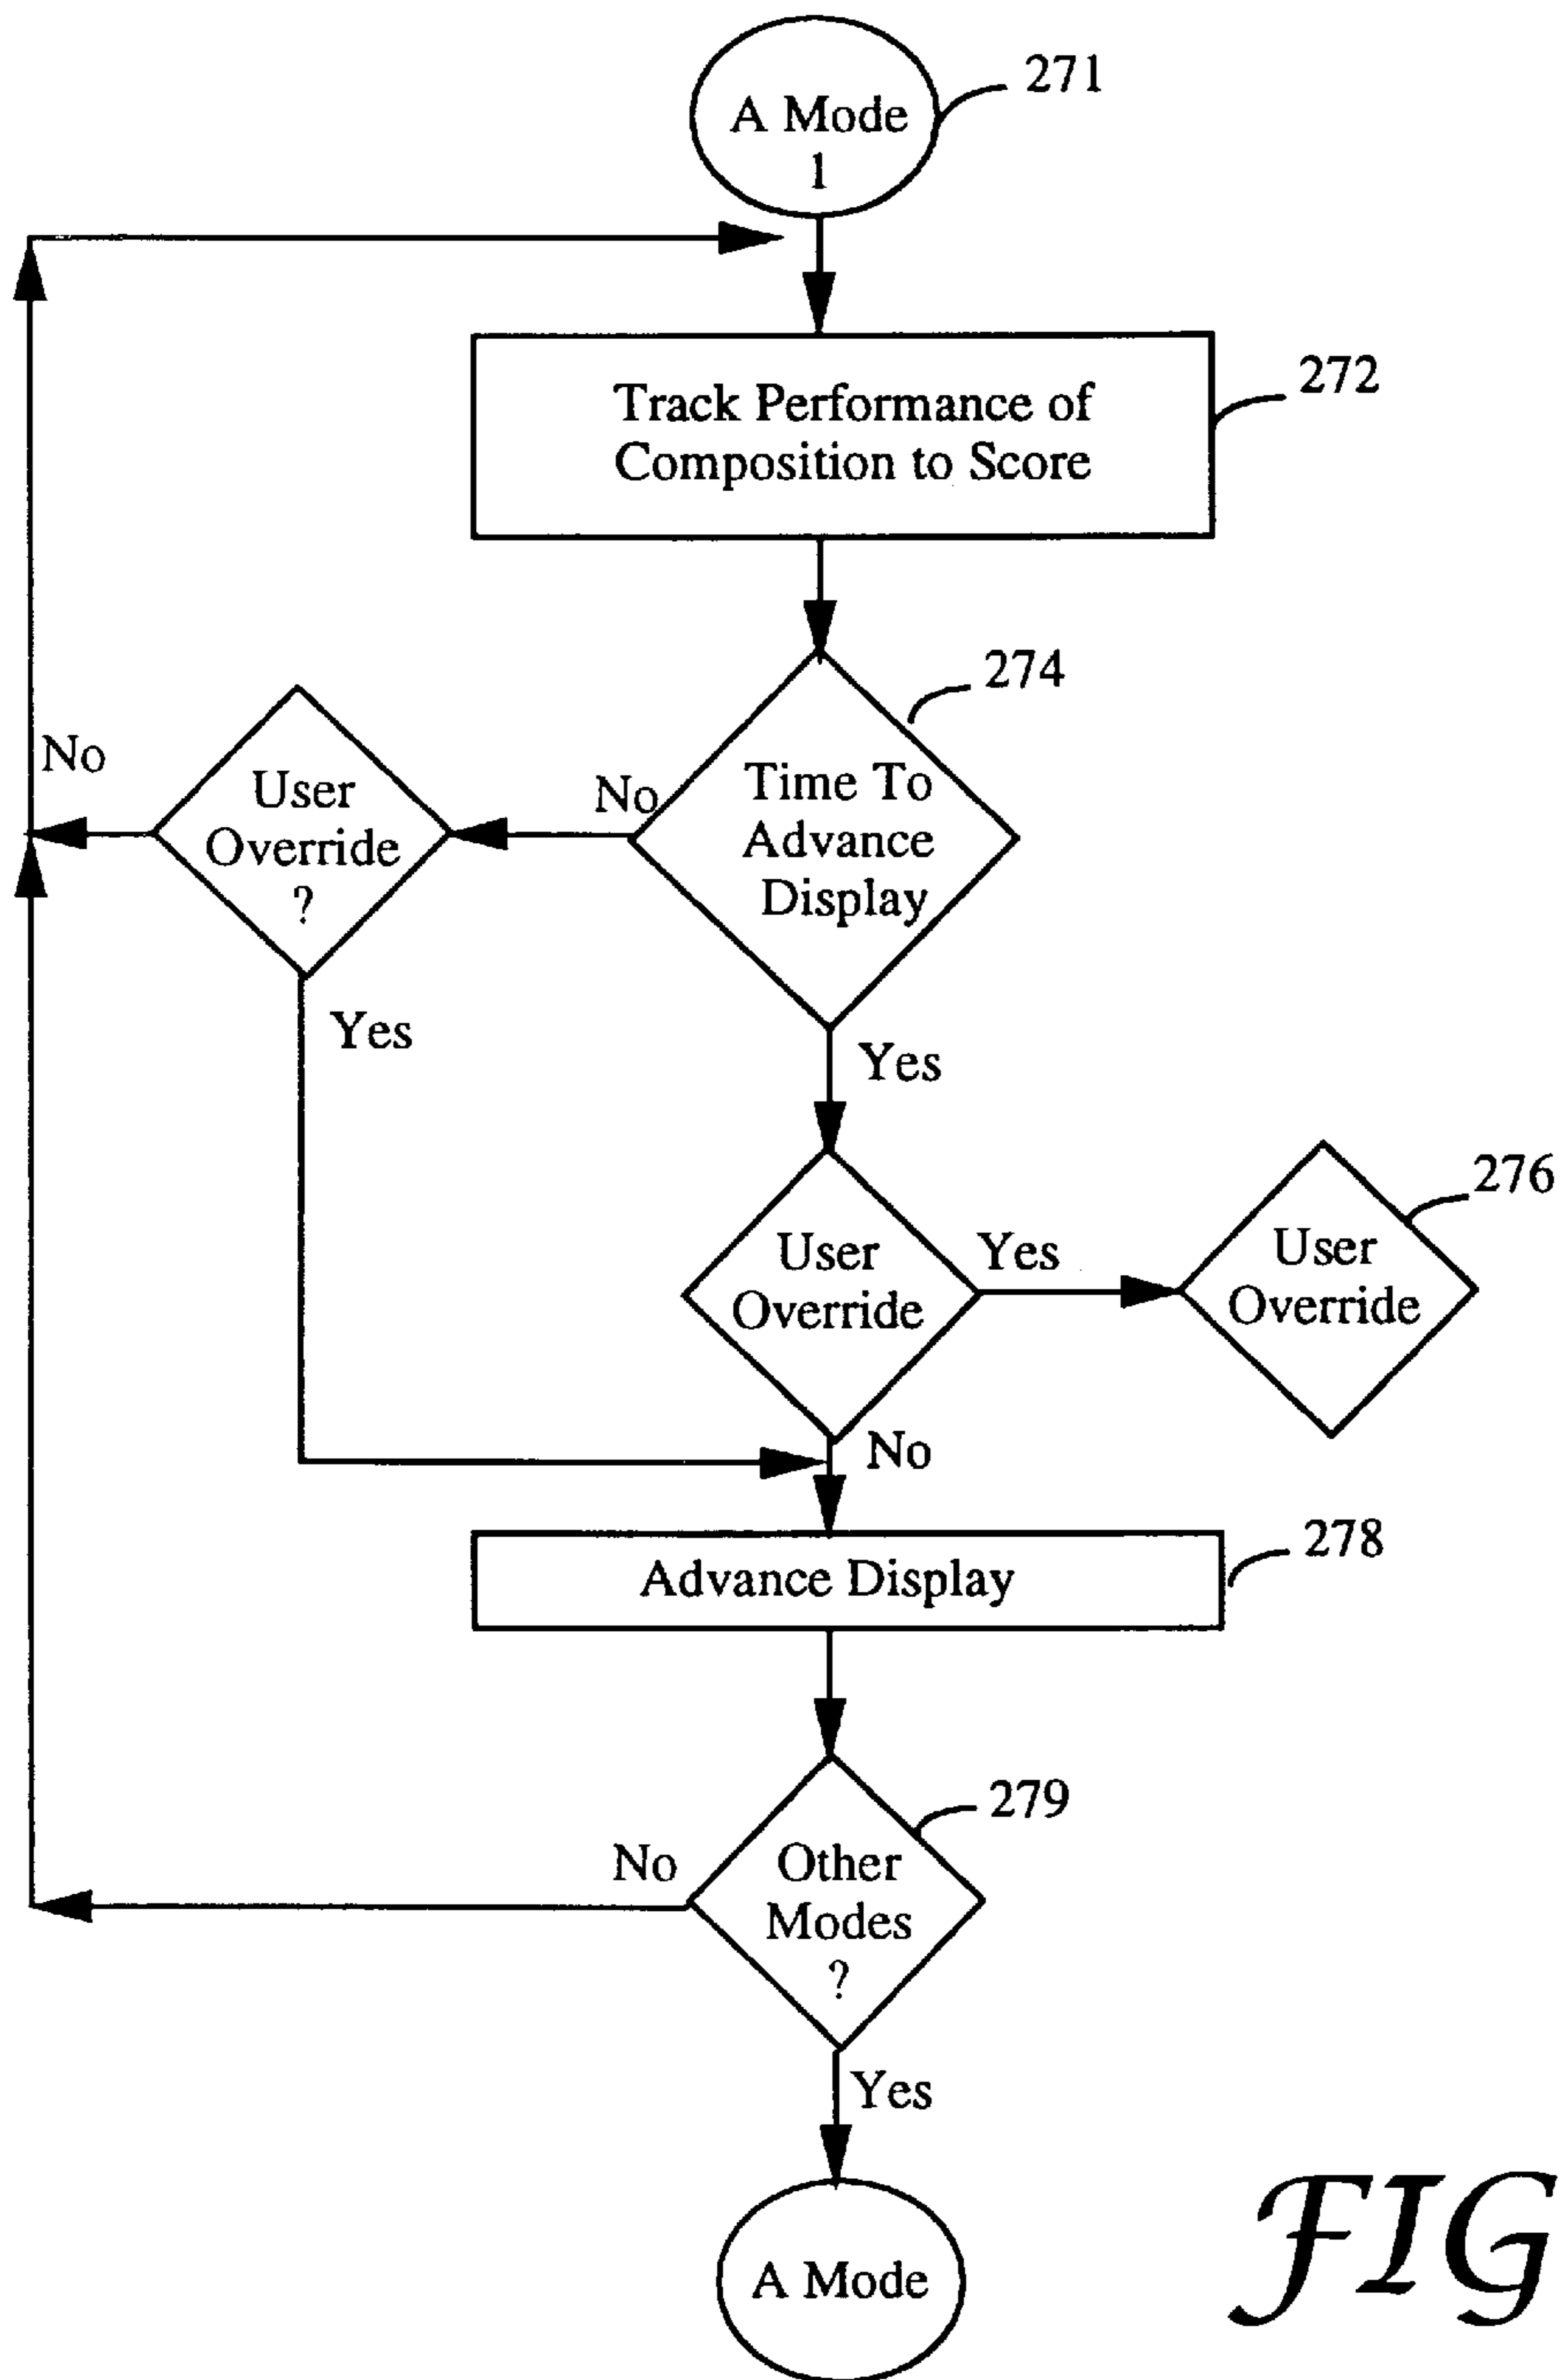 A Mode
1
271
Track Performance of
Composition to Score
272
274
Time To
Advance
Display
No
User
Override
?
No
Yes
Yes
User
Override
Yes
User
Override
276
No
Advance Display
278
279
Other
Modes
?
No
Yes
A Mode
FIG